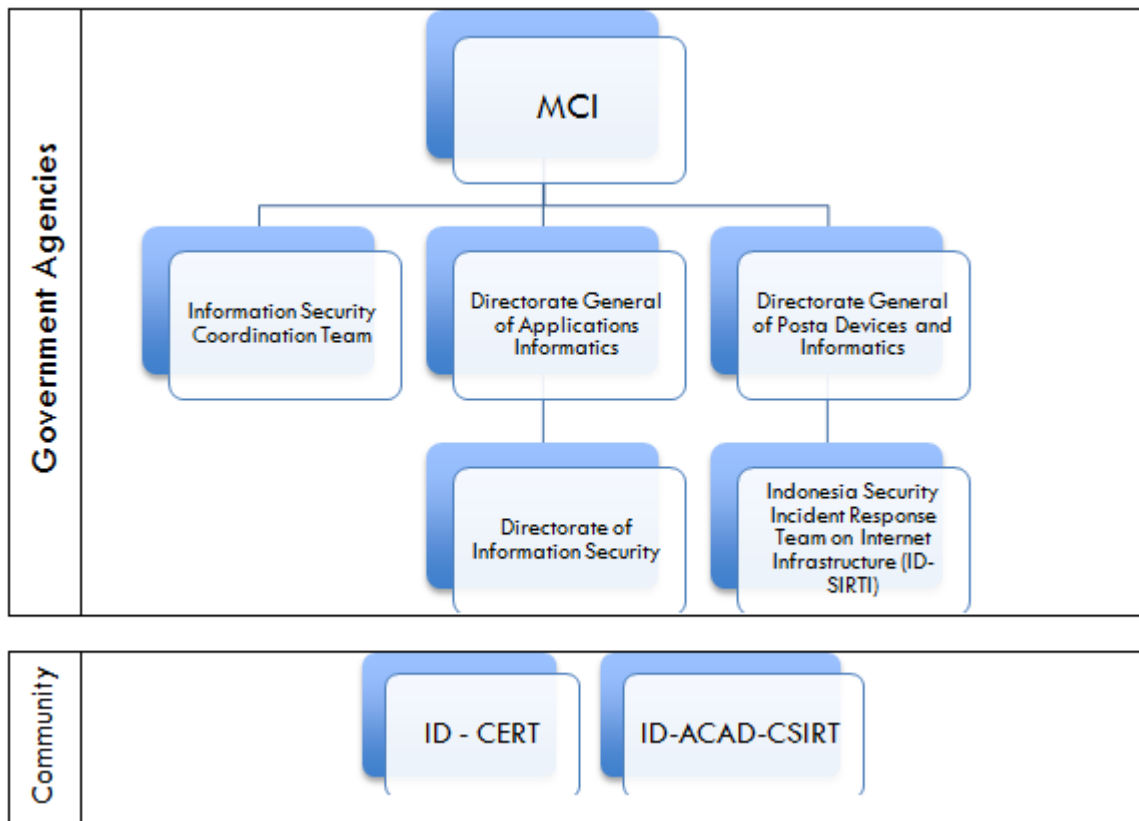 Government Agencies
MCI
Information Security
Coordination Team
Directorate General
of Applications
Informatics
Directorate General
of Posta Devices and
Informatics
Directorate of
Information Security
Indonesia Security
Incident Response
Team on Internet
Infrastructure (ID-
SIRTI)
Community
ID - CERT
ID-ACAD-CSIRT